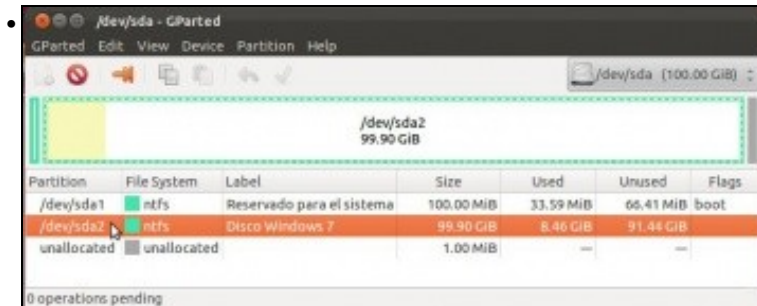 /dev/sda - GParted
GParted Edit View Device Partition Help
/dev/sda (100.00 GiB)
/dev/sda2
99.90 GiB
Partition File System Label Size Used Unused Flags
/dev/sda1 ntfs Reservado para el sistema 100.00 MiB 33.59 MiB 66.41 MiB boot
/dev/sda2 ntfs Disco Windows 7 99.90 GiB 8.46 GiB 91.44 GiB
unallocated unallocated 1.00 MiB — —
0 operations pending